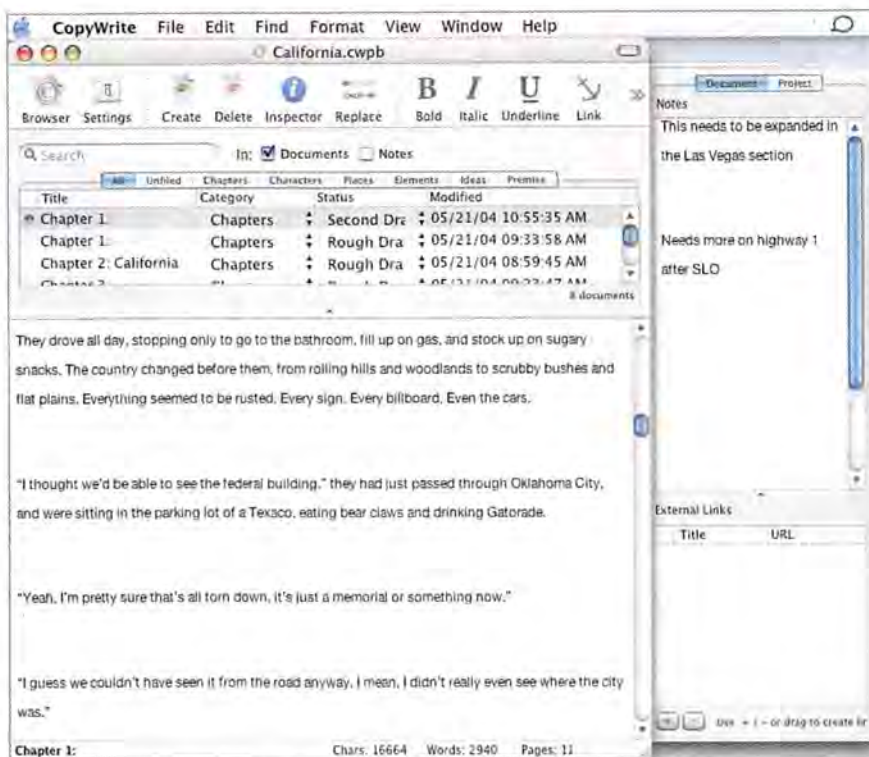 CopyWrite File Edit Find Format View Window Help
California.cwpb
Browser Settings Create Delete Inspector Replace Bold Italic Underline Link
Search In: Documents Notes
All Unfiled Chapters Characters Places Elements Ideas Premise
Title Category Status Modified
Chapter 1: Chapters Second Dra 05/21/04 10:55:35 AM
Chapter 1: Chapters Rough Dra 05/21/04 09:33:58 AM
Chapter 2: California Chapters Rough Dra 05/21/04 08:59:45 AM
8 documents
They drove all day, stopping only to go to the bathroom, fill up on gas, and stock up on sugary
snacks. The country changed before them, from rolling hills and woodlands to scrubby bushes and
flat plains. Everything seemed to be rusted. Every sign. Every billboard. Even the cars.
"I thought we'd be able to see the federal building," they had just passed through Oklahoma City,
and were sitting in the parking lot of a Texaco, eating bear claws and drinking Gatorade.
"Yeah, I'm pretty sure that's all torn down, it's just a memorial or something now."
"I guess we couldn't have seen it from the road anyway, I mean, I didn't really even see where the city
was."
Chapter 1: Chars: 16664 Words: 2940 Pages: 11
Document Project
Notes
This needs to be expanded in
the Las Vegas section
Needs more on highway 1
after SLO
External Links
Title URL
Use + / - or drag to create